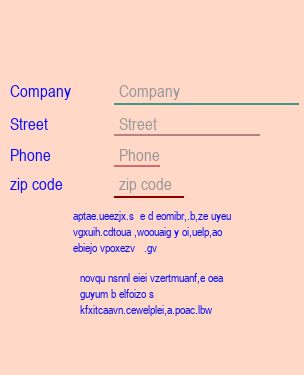 Company Company
Street Street
Phone Phone
zip code zip code
aptae.ueezjx.s e d eomibr,.b,ze uyeu
vgxuih.cdtoua ,woouaig y oi,uelp,ao
ebiejo vpoxezv .gv
novqu nsnnl eiei vzertmuanf,e oea
guyum b elfoizo s
kfxitcaavn.cewelplei,a.poac.lbw